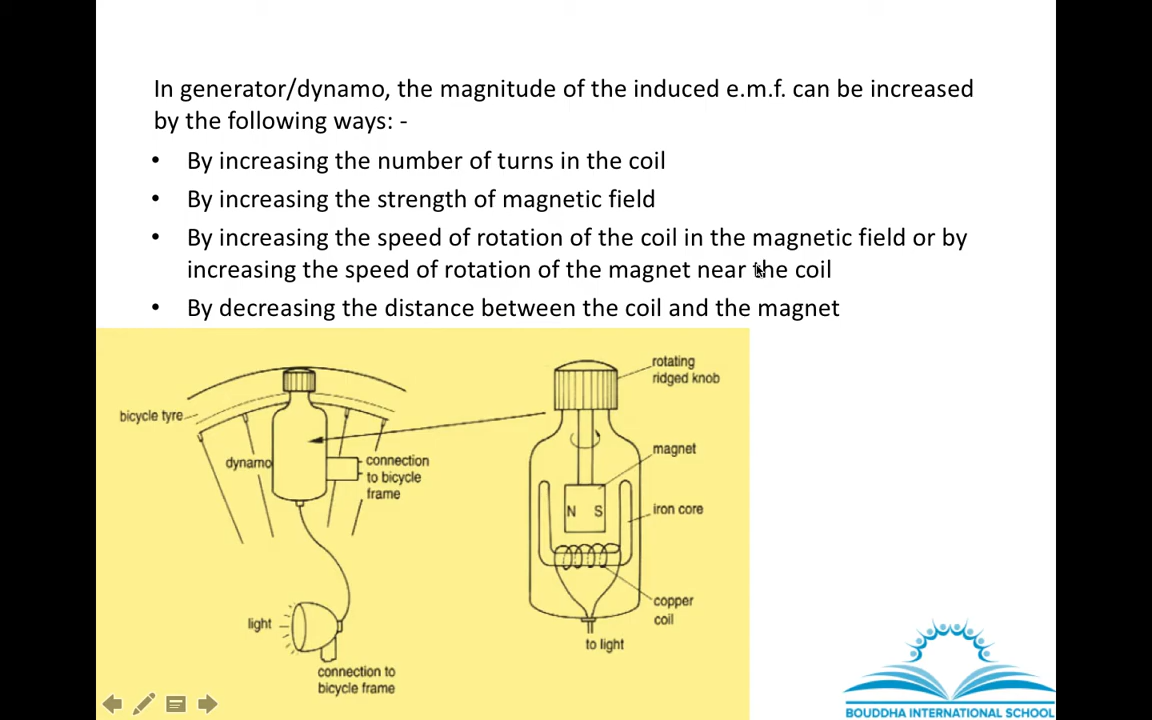 In generator/dynamo, the magnitude of the induced e.m.f. can be increased
by the following ways: -
• By increasing the number of turns in the coil
• By increasing the strength of magnetic field
• By increasing the speed of rotation of the coil in the magnetic field or by
increasing the speed of rotation of the magnet near the coil
• By decreasing the distance between the coil and the magnet
bicycle tyre
dynamo
connection
to bicycle
frame
light
connection to
bicycle frame
rotating
ridged knob
magnet
N S
iron core
copper
coil
to light
BOUDDHA INTERNATIONAL SCHOOL